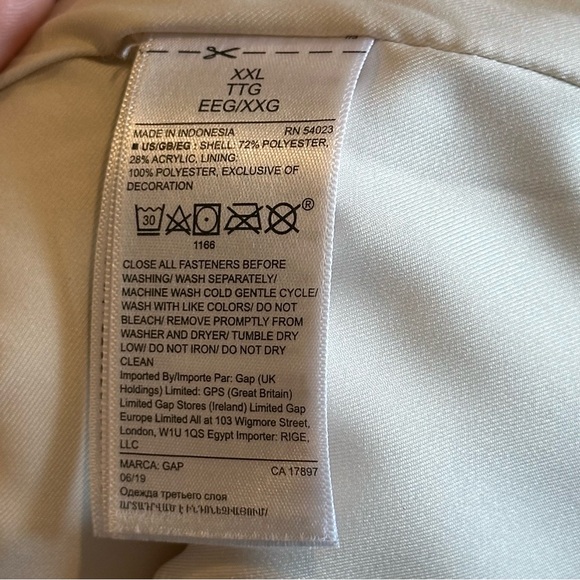 XXL
TTG
EEG/XXG
MADE IN INDONESIA RN 54023
■ US/GB/EG : SHELL: 72% POLYESTER,
28% ACRYLIC, LINING:
100% POLYESTER, EXCLUSIVE OF
DECORATION
30 ®
1166
CLOSE ALL FASTENERS BEFORE
WASHING/ WASH SEPARATELY/
MACHINE WASH COLD GENTLE CYCLE/
WASH WITH LIKE COLORS/ DO NOT
BLEACH/ REMOVE PROMPTLY FROM
WASHER AND DRYER/ TUMBLE DRY
LOW/ DO NOT IRON/ DO NOT DRY
CLEAN
Imported By/Importe Par: Gap (UK
Holdings) Limited: GPS (Great Britain)
Limited Gap Stores (Ireland) Limited Gap
Europe Limited All at 103 Wigmore Street,
London, W1U 1QS Egypt Importer: RIGE,
LLC
MARCA: GAP CA 17897
06/19
Одежда третьего слоя
ԱՐՏԱԴՐՎԱԾ Է ԻՆԴՈՆԵԶԻԱՅՈՒՄ/